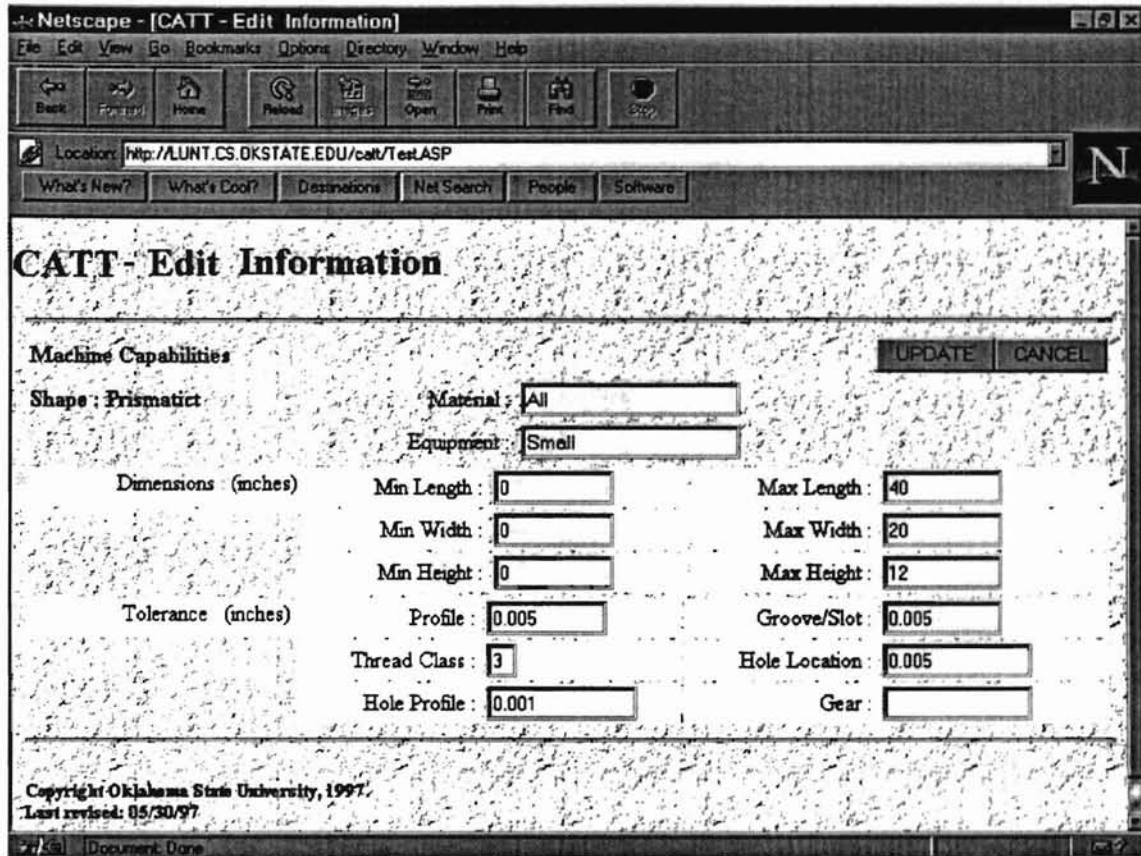 Netscape - [CATT - Edit Information]
File Edit View Go Bookmarks Options Directory Window Help
Back Forward Home Reload Images Open Print Find Stop
Location: http://LUNT.CS.OKSTATE.EDU/catt/Test.ASP
N
What's New? What's Cool? Destinations Net Search People Software
CATT - Edit Information
Machine Capabilities UPDATE CANCEL
Shape : Prismatict Material : All
Equipment : Small
Dimensions : (inches) Min Length : 0 Max Length : 40
Min Width : 0 Max Width : 20
Min Height : 0 Max Height : 12
Tolerance (inches) Profile : 0.005 Groove/Slot : 0.005
Thread Class : 3 Hole Location : 0.005
Hole Profile : 0.001 Gear :
Copyright Oklahoma State University, 1997.
Last revised: 05/30/97
Document: Done